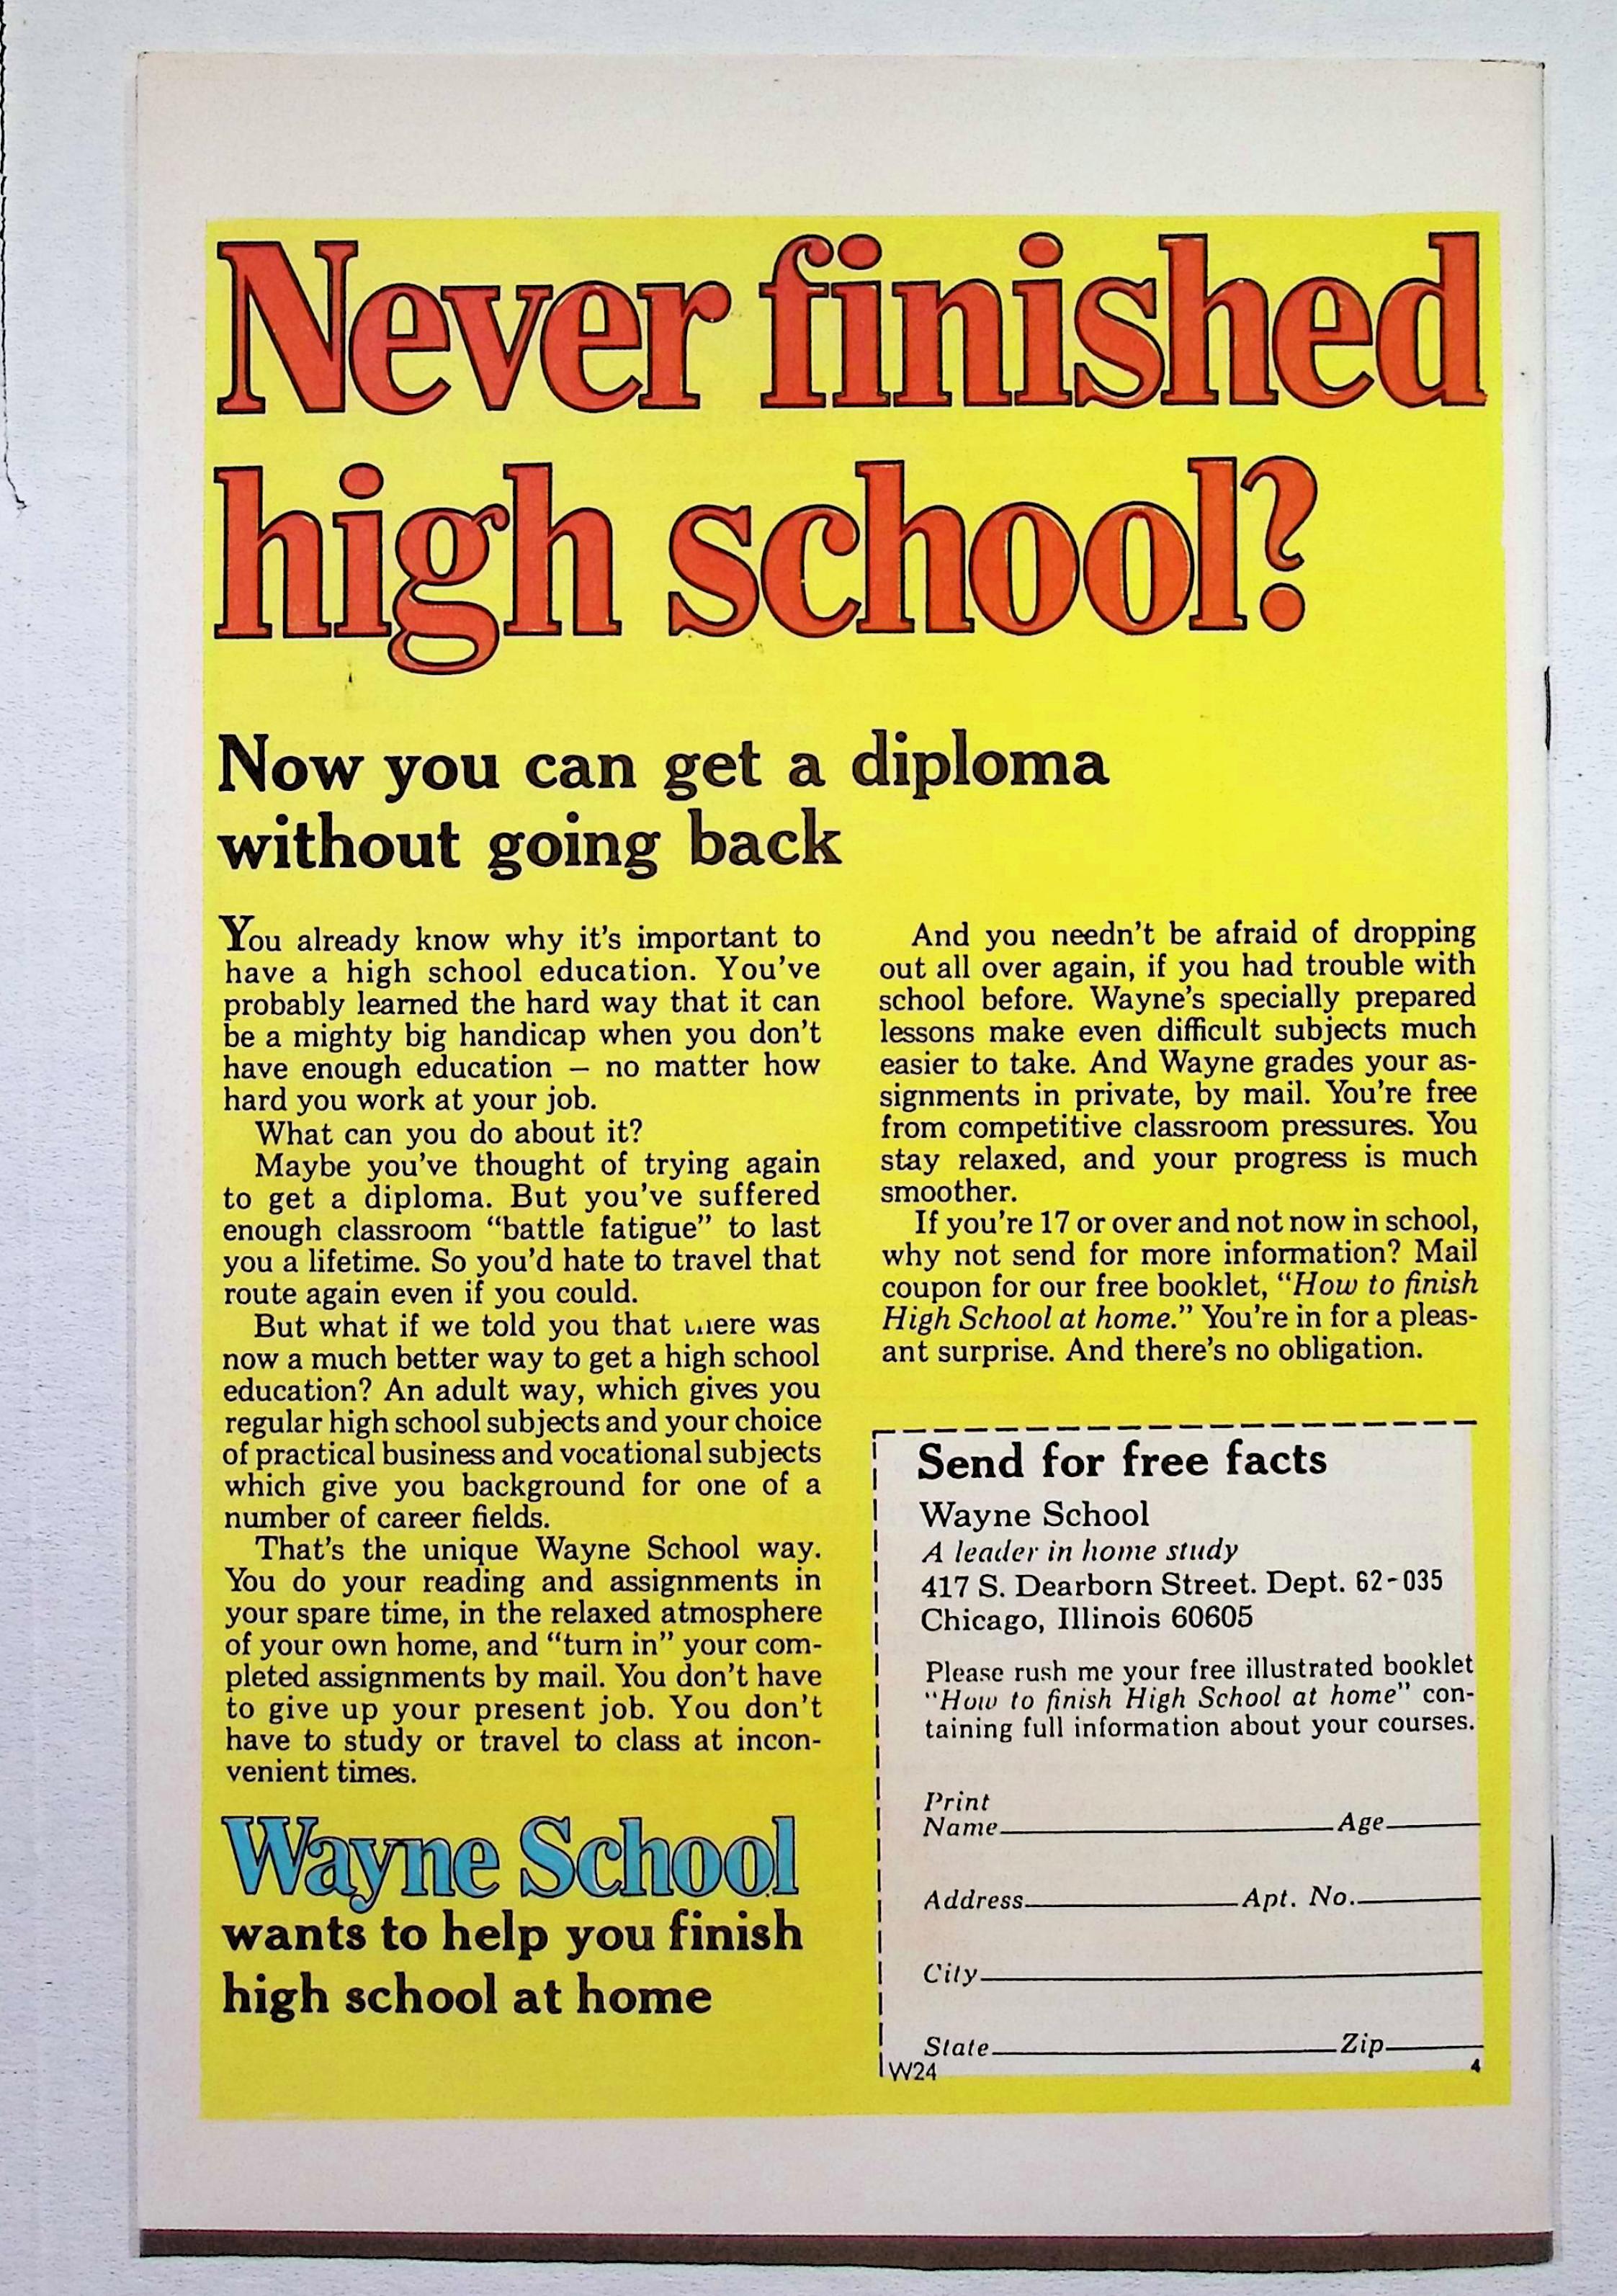 Never finished
high school?
Now you can get a diploma
without going back
You already know why it's important to
have a high school education. You've
probably learned the hard way that it can
be a mighty big handicap when you don't
have enough education – no matter how
hard you work at your job.
What can you do about it?
Maybe you've thought of trying again
to get a diploma. But you've suffered
enough classroom “battle fatigue” to last
you a lifetime. So you'd hate to travel that
route again even if you could.
But what if we told you that there was
now a much better way to get a high school
education? An adult way, which gives you
regular high school subjects and your choice
of practical business and vocational subjects
which give you background for one of a
number of career fields.
That's the unique Wayne School way.
You do your reading and assignments in
your spare time, in the relaxed atmosphere
of your own home, and “turn in” your com-
pleted assignments by mail. You don't have
to give up your present job. You don't
have to study or travel to class at incon-
venient times.
Wayne School
wants to help you finish
high school at home
And you needn't be afraid of dropping
out all over again, if you had trouble with
school before. Wayne's specially prepared
lessons make even difficult subjects much
easier to take. And Wayne grades your as-
signments in private, by mail. You're free
from competitive classroom pressures. You
stay relaxed, and your progress is much
smoother.
If you're 17 or over and not now in school,
why not send for more information? Mail
coupon for our free booklet, “How to finish
High School at home.” You're in for a pleas-
ant surprise. And there's no obligation.
Send for free facts
Wayne School
A leader in home study
417 S. Dearborn Street. Dept. 62-035
Chicago, Illinois 60605
Please rush me your free illustrated booklet
“How to finish High School at home” con-
taining full information about your courses.
Print
Name Age
Address Apt. No.
City
State Zip
W24 4